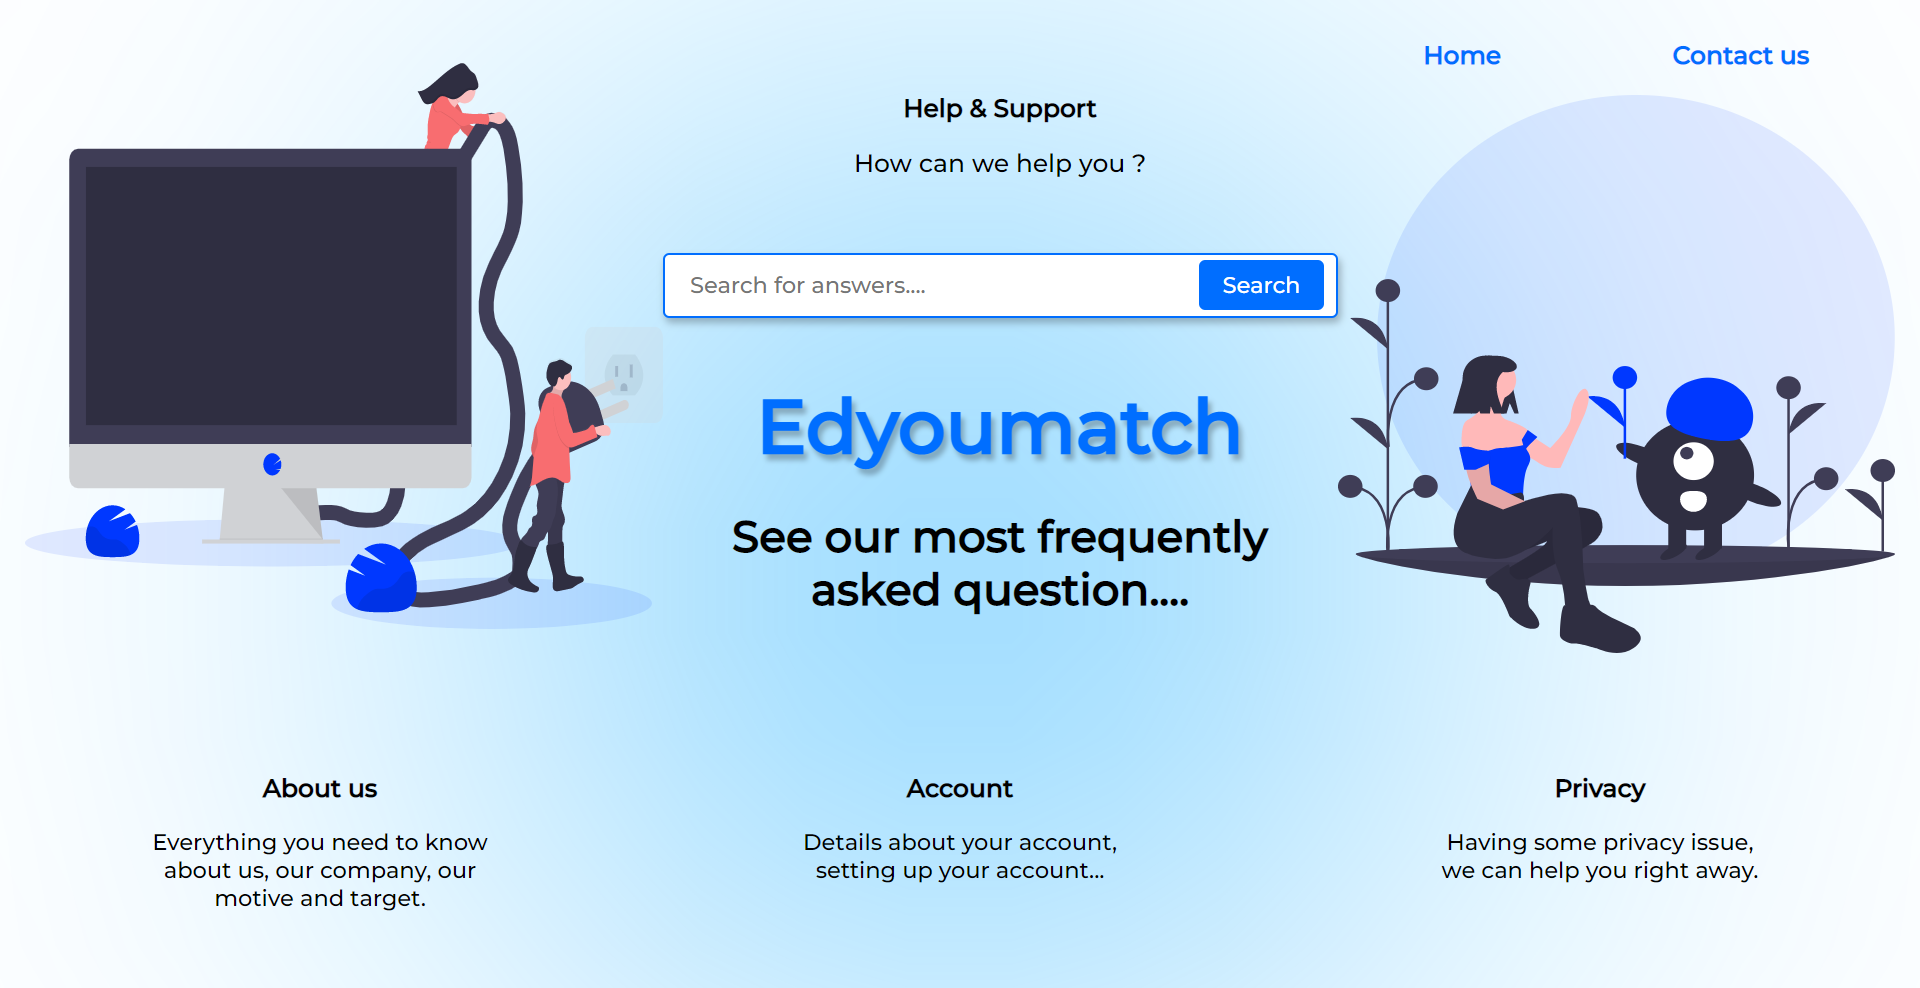 Home
Contact us
Help & Support
How can we help you ?
Search for answers....
Search
Edyoumatch
See our most frequently
asked question....
About us
Everything you need to know
about us, our company, our
motive and target.
Account
Details about your account,
setting up your account...
Privacy
Having some privacy issue,
we can help you right away.